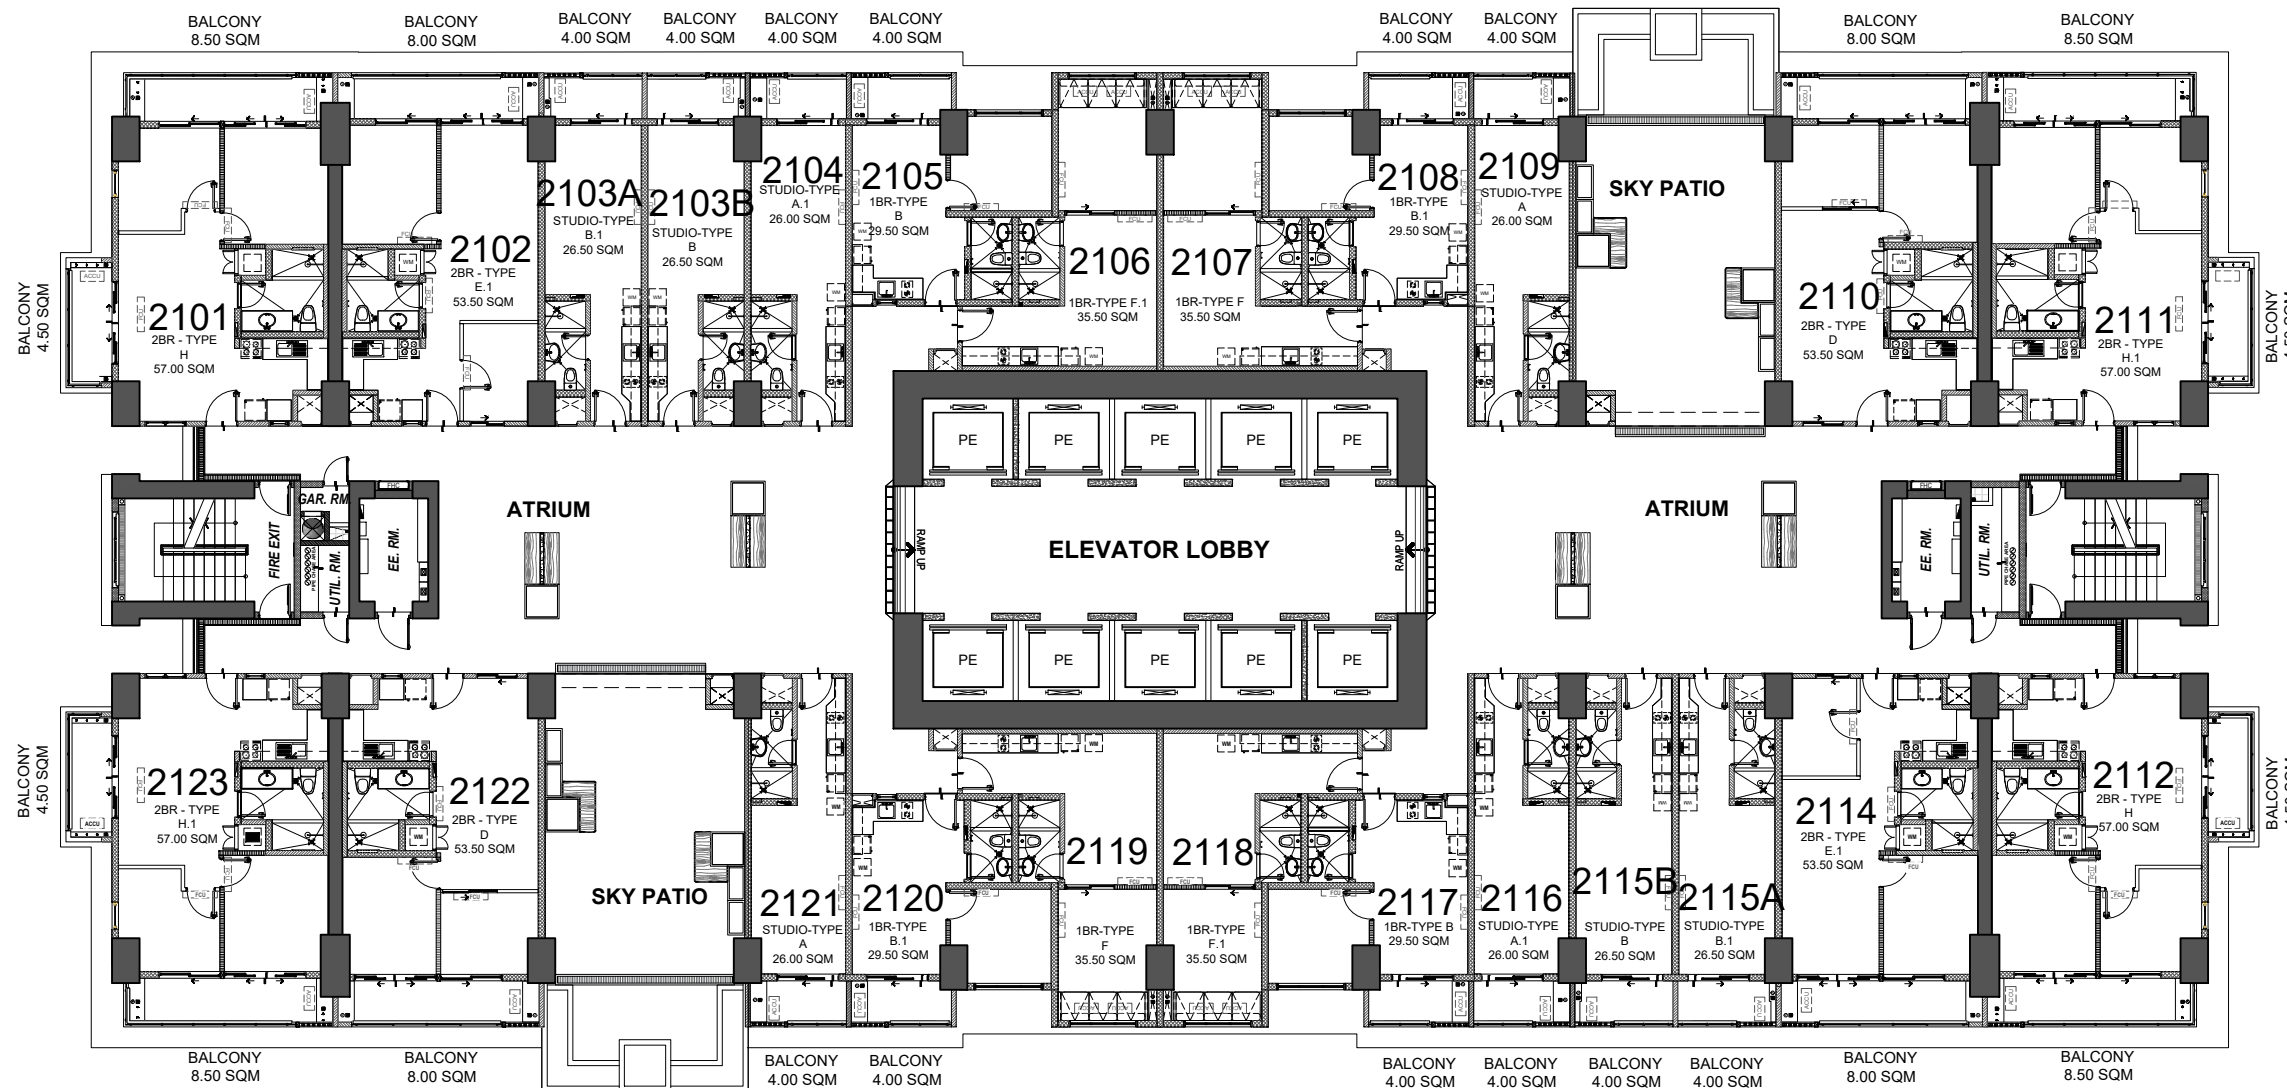 BALCONY
8.50 SQM
BALCONY
8.00 SQM
BALCONY
4.00 SQM
BALCONY
4.00 SQM
BALCONY
4.00 SQM
BALCONY
4.00 SQM
BALCONY
4.00 SQM
BALCONY
4.00 SQM
BALCONY
8.00 SQM
BALCONY
8.50 SQM
2101
2BR - TYPE
H
57.00 SQM
2102
2BR - TYPE
E.1
53.50 SQM
2103A
STUDIO-TYPE
B.1
26.50 SQM
2103B
STUDIO-TYPE
B
26.50 SQM
2104
STUDIO-TYPE
A.1
26.00 SQM
2105
1BR-TYPE
B
29.50 SQM
2106
1BR-TYPE F.1
35.50 SQM
2107
1BR-TYPE F
35.50 SQM
2108
1BR-TYPE
B.1
29.50 SQM
2109
STUDIO-TYPE
A
26.00 SQM
SKY PATIO
2110
2BR - TYPE
D
53.50 SQM
2111
2BR - TYPE
H.1
57.00 SQM
BALCONY
4.50 SQM
BALCONY
PE
PE
PE
PE
PE
GAR. RM.
FHC
FIRE EXIT
UTIL. RM.
PIPE CHASE AREA
EE. RM.
ATRIUM
RAMP UP
ELEVATOR LOBBY
RAMP UP
ATRIUM
FHC
EE. RM.
UTIL. RM.
PIPE CHASE AREA
PE
PE
PE
PE
PE
BALCONY
4.50 SQM
2123
2BR - TYPE
H.1
57.00 SQM
2122
2BR - TYPE
D
53.50 SQM
SKY PATIO
2121
STUDIO-TYPE
A
26.00 SQM
2120
1BR-TYPE
B.1
29.50 SQM
2119
1BR-TYPE
F
35.50 SQM
2118
1BR-TYPE
F.1
35.50 SQM
2117
1BR-TYPE B
29.50 SQM
2116
STUDIO-TYPE
A.1
26.00 SQM
2115B
STUDIO-TYPE
B
26.50 SQM
2115A
STUDIO-TYPE
B.1
26.50 SQM
2114
2BR - TYPE
E.1
53.50 SQM
2112
2BR - TYPE
H
57.00 SQM
BALCONY
ACCU
ACCU
BALCONY
8.50 SQM
BALCONY
8.00 SQM
BALCONY
4.00 SQM
BALCONY
4.00 SQM
BALCONY
4.00 SQM
BALCONY
4.00 SQM
BALCONY
4.00 SQM
BALCONY
4.00 SQM
BALCONY
8.00 SQM
BALCONY
8.50 SQM